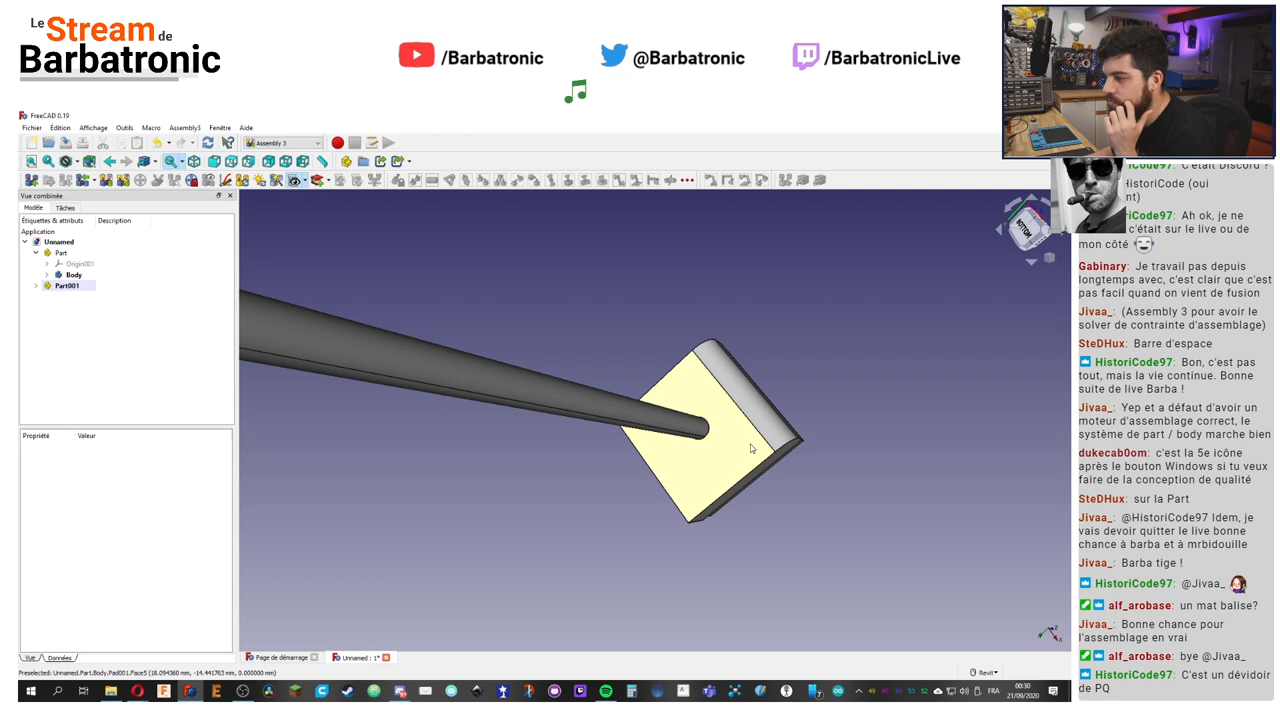 Le Stream de
Barbatronic
/Barbatronic
@Barbatronic
/BarbatronicLive
FreeCAD 0.19
Fichier Édition Affichage Outils Macro Assembly3 Fenêtre Aide
Assembly 3
Vue combinée
Modèle Tâches
Étiquettes & attributs Description
Application
Unnamed
Part
Origin001
Body
Part001
Propriété Valeur
Vue Données
BOTTOM
Page de démarrage
Unnamed : 1*
Preselected: Unnamed.Part.Body.Pad001.Face5 (18.094360 mm, -14.441763 mm, 0.000000 mm)
Revit
FRA
00:30
21/09/2020
riCode97: C'était Discord ?
HistoriCode (oui
nt)
riCode97: Ah ok, je ne
c'était sur le live ou de
mon côté
Gabinary: Je travail pas depuis
longtemps avec, c'est clair que c'est
pas facil quand on vient de fusion
Jivaa_: (Assembly 3 pour avoir le
solver de contrainte d'assemblage)
SteDHux: Barre d'espace
HistoriCode97: Bon, c'est pas
tout, mais la vie continue. Bonne
suite de live Barba !
Jivaa_: Yep et a défaut d'avoir un
moteur d'assemblage correct, le
système de part / body marche bien
dukecab0om: c'est la 5e icône
après le bouton Windows si tu veux
faire de la conception de qualité
SteDHux: sur la Part
Jivaa_: @HistoriCode97 Idem, je
vais devoir quitter le live bonne
chance à barba et à mrbidouille
Jivaa_: Barba tige !
HistoriCode97: @Jivaa_
alf_arobase: un mat balise?
Jivaa_: Bonne chance pour
l'assemblage en vrai
alf_arobase: bye @Jivaa_
HistoriCode97: C'est un dévidoir
de PQ